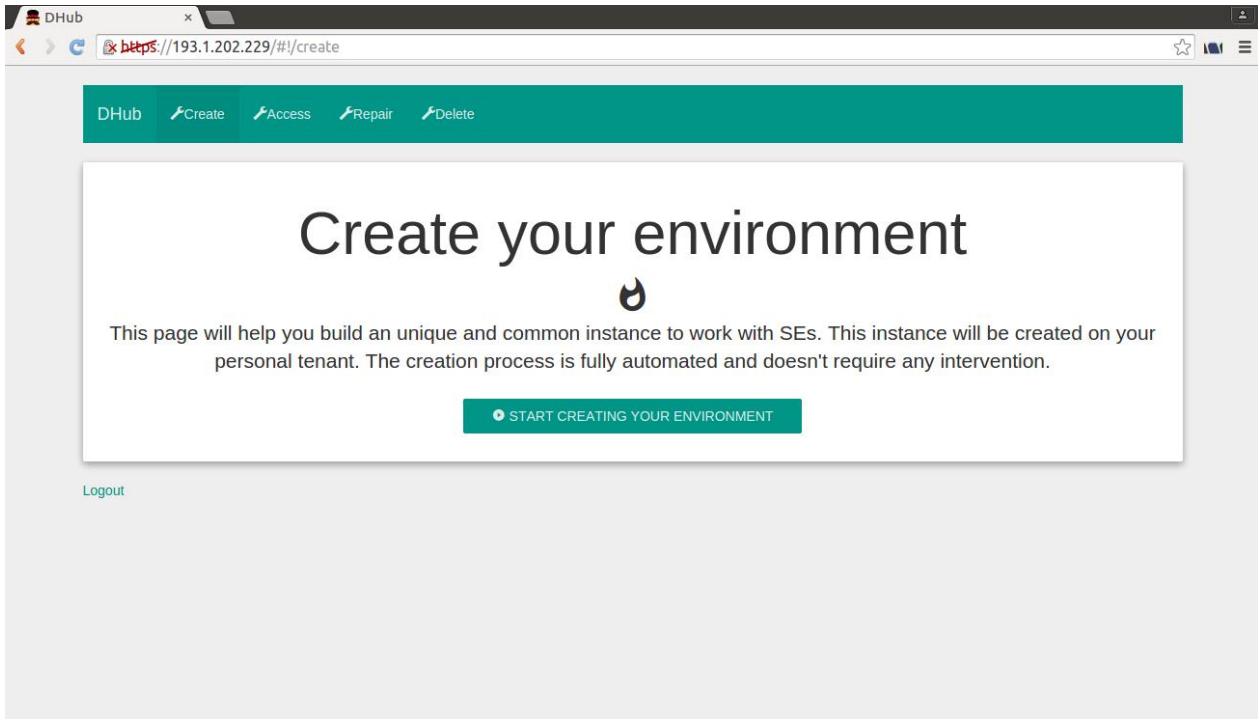 DHub
https://193.1.202.229/#!/create
DHub Create Access Repair Delete
Create your environment
This page will help you build an unique and common instance to work with SEs. This instance will be created on your
personal tenant. The creation process is fully automated and doesn't require any intervention.
START CREATING YOUR ENVIRONMENT
Logout